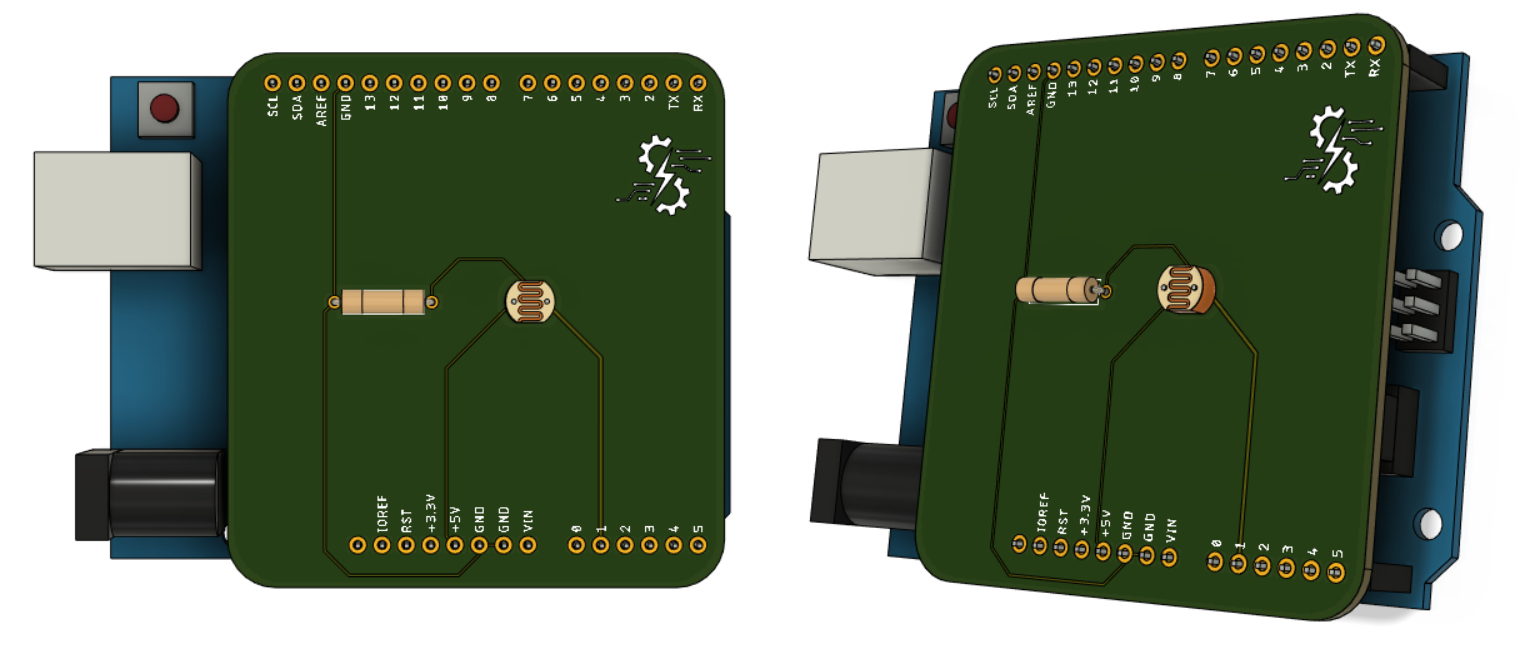 SCL SDA AREF GND 13 12 11 10 9 8 7 6 5 4 3 2 TX RX
IOREF RST +3.3V +5V GND GND VIN 0 1 2 3 4 5
SCL SDA AREF GND 13 12 11 10 9 8 7 6 5 4 3 2 TX RX
IOREF RST +3.3V +5V GND GND VIN 0 1 2 3 4 5